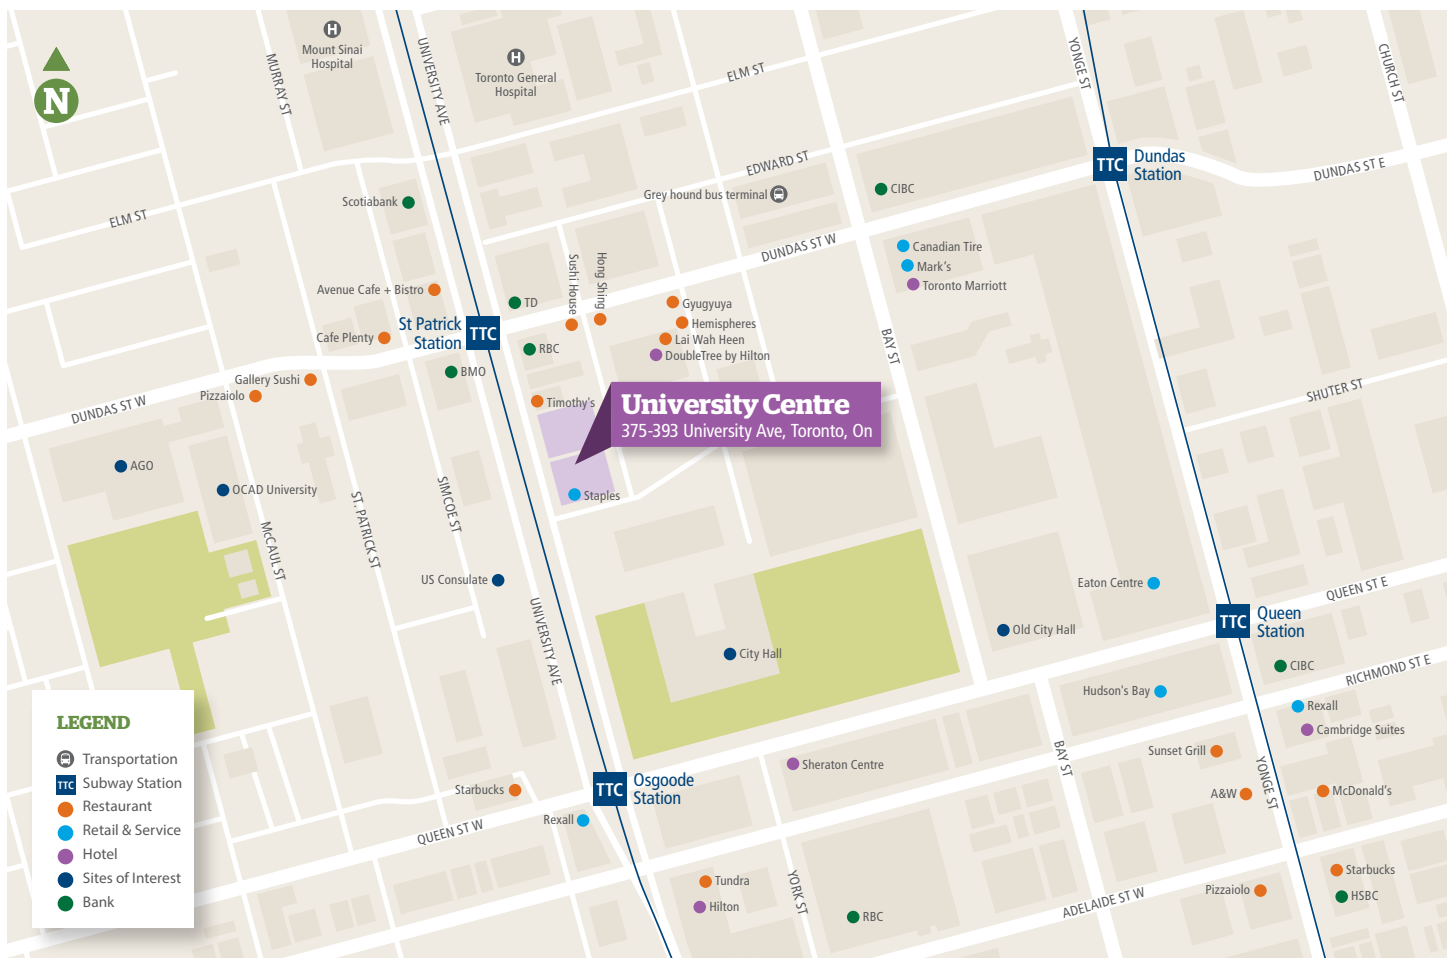 H
Mount Sinai
Hospital
UNIVERSITY AVE
H
Toronto General
Hospital
ELM ST
YONGE ST
CHURCH ST
MURRAY ST
N
EDWARD ST
TTC
Dundas
Station
DUNDAS ST E
Grey hound bus terminal
CIBC
Scotiabank
ELM ST
DUNDAS ST W
Canadian Tire
Mark's
Toronto Marriott
Sushi House
Hong Shing
Avenue Cafe + Bistro
TD
Gyugyuya
Hemispheres
Lai Wah Heen
DoubleTree by Hilton
Cafe Plenty
St Patrick
Station
TTC
RBC
BMO
BAY ST
Gallery Sushi
Pizzaiolo
DUNDAS ST W
Timothy's
University Centre
375-393 University Ave, Toronto, On
SHUTER ST
AGO
OCAD University
Staples
SIMCOE ST
ST. PATRICK ST
McCAUL ST
US Consulate
UNIVERSITY AVE
City Hall
Old City Hall
Eaton Centre
QUEEN ST E
TTC
Queen
Station
CIBC
RICHMOND ST E
Hudson's Bay
Rexall
Cambridge Suites
Sunset Grill
BAY ST
YONGE ST
A&W
McDonald's
Sheraton Centre
TTC
Osgoode
Station
Starbucks
Rexall
QUEEN ST W
Tundra
Hilton
YORK ST
RBC
ADELAIDE ST W
Pizzaiolo
Starbucks
HSBC
LEGEND
Transportation
TTC Subway Station
Restaurant
Retail & Service
Hotel
Sites of Interest
Bank